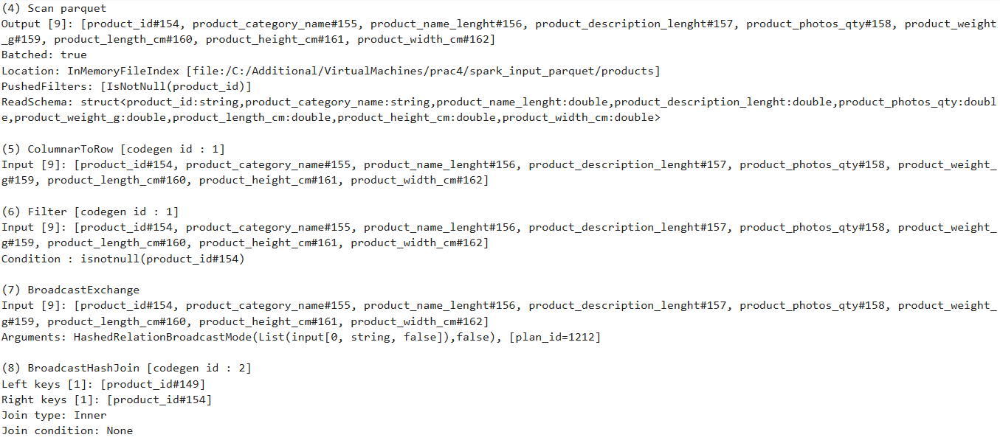 (4) Scan parquet
Output [9]: [product_id#154, product_category_name#155, product_name_lenght#156, product_description_lenght#157, product_photos_qty#158, product_weight
_g#159, product_length_cm#160, product_height_cm#161, product_width_cm#162]
Batched: true
Location: InMemoryFileIndex [file:/C:/Additional/VirtualMachines/prac4/spark_input_parquet/products]
PushedFilters: [IsNotNull(product_id)]
ReadSchema: struct<product_id:string,product_category_name:string,product_name_lenght:double,product_description_lenght:double,product_photos_qty:doubl
e,product_weight_g:double,product_length_cm:double,product_height_cm:double,product_width_cm:double>

(5) ColumnarToRow [codegen id : 1]
Input [9]: [product_id#154, product_category_name#155, product_name_lenght#156, product_description_lenght#157, product_photos_qty#158, product_weight_
g#159, product_length_cm#160, product_height_cm#161, product_width_cm#162]

(6) Filter [codegen id : 1]
Input [9]: [product_id#154, product_category_name#155, product_name_lenght#156, product_description_lenght#157, product_photos_qty#158, product_weight_
g#159, product_length_cm#160, product_height_cm#161, product_width_cm#162]
Condition : isnotnull(product_id#154)

(7) BroadcastExchange
Input [9]: [product_id#154, product_category_name#155, product_name_lenght#156, product_description_lenght#157, product_photos_qty#158, product_weight_
g#159, product_length_cm#160, product_height_cm#161, product_width_cm#162]
Arguments: HashedRelationBroadcastMode(List(input[0, string, false]),false), [plan_id=1212]

(8) BroadcastHashJoin [codegen id : 2]
Left keys [1]: [product_id#149]
Right keys [1]: [product_id#154]
Join type: Inner
Join condition: None